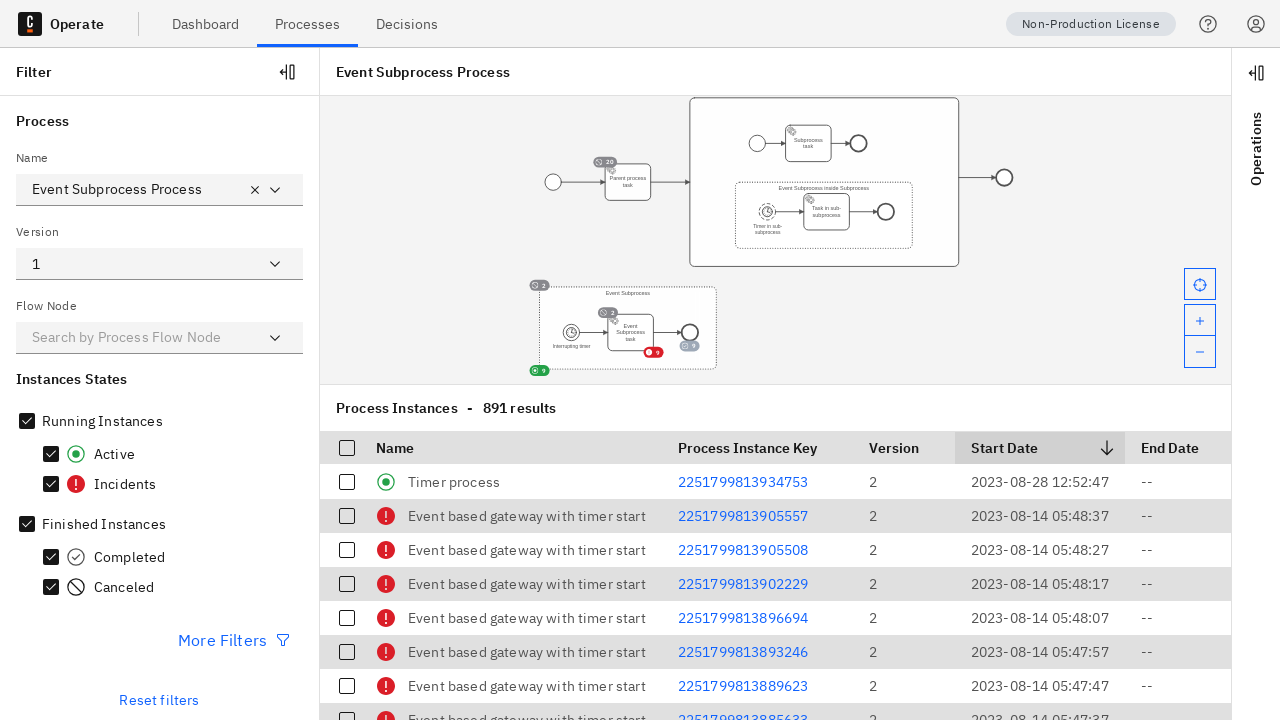 Operate
Dashboard
Processes
Decisions
Non-Production License
Filter
Process
Name
Event Subprocess Process
Version
1
Flow Node
Search by Process Flow Node
Instances States
Running Instances
Active
Incidents
Finished Instances
Completed
Canceled
More Filters
Reset filters
Event Subprocess Process
20
Parent process
task
Subprocess
task
Event Subprocess inside Subprocess
Timer in sub-
subprocess
Task in sub-
subprocess
2
Event Subprocess
2
Interrupting timer
Event
Subprocess
task
9
9
9
Operations
Process Instances - 891 results
Name Process Instance Key Version Start Date End Date
Timer process 2251799813934753 2 2023-08-28 12:52:47 --
Event based gateway with timer start 2251799813905557 2 2023-08-14 05:48:37 --
Event based gateway with timer start 2251799813905508 2 2023-08-14 05:48:27 --
Event based gateway with timer start 2251799813902229 2 2023-08-14 05:48:17 --
Event based gateway with timer start 2251799813896694 2 2023-08-14 05:48:07 --
Event based gateway with timer start 2251799813893246 2 2023-08-14 05:47:57 --
Event based gateway with timer start 2251799813889623 2 2023-08-14 05:47:47 --
Event based gateway with timer start 2251799813885633 2 2023-08-14 05:47:37 --